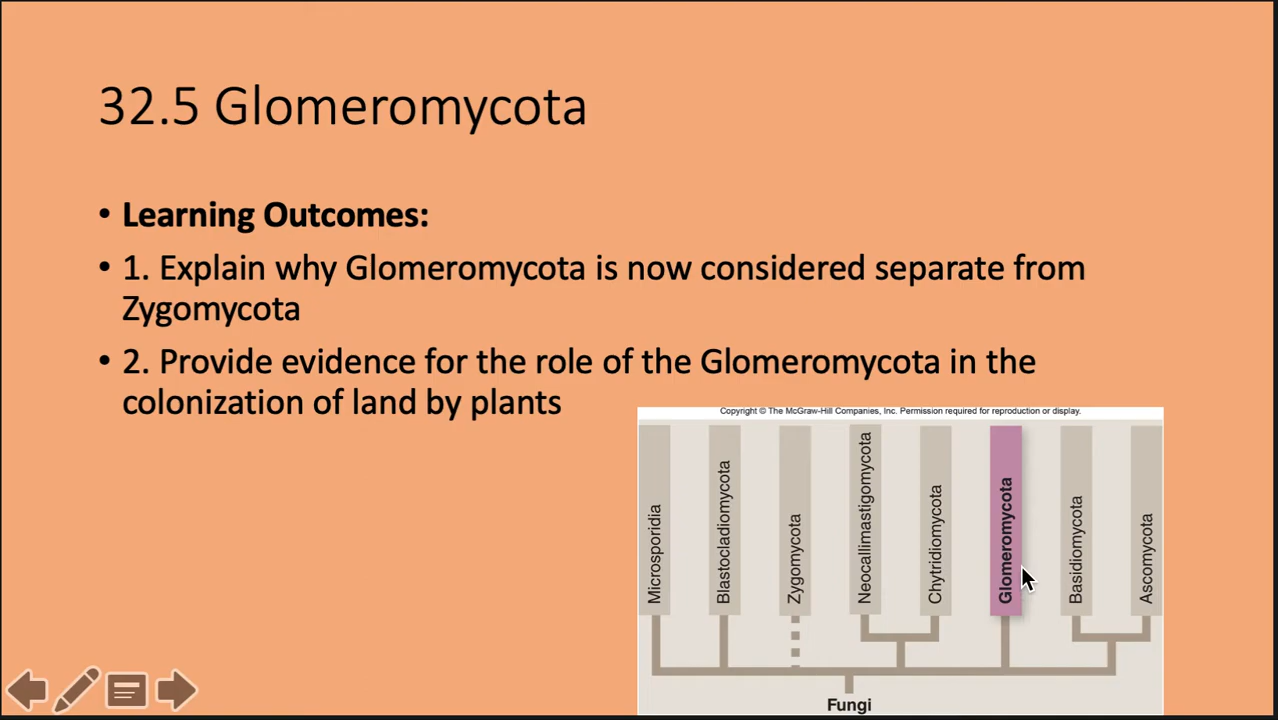 32.5 Glomeromycota
• Learning Outcomes:
• 1. Explain why Glomeromycota is now considered separate from
Zygomycota
• 2. Provide evidence for the role of the Glomeromycota in the
colonization of land by plants
Copyright © The McGraw-Hill Companies, Inc. Permission required for reproduction or display.
Microsporidia
Blastocladiomycota
Zygomycota
Neocallimastigomycota
Chytridiomycota
Glomeromycota
Basidiomycota
Ascomycota
Fungi